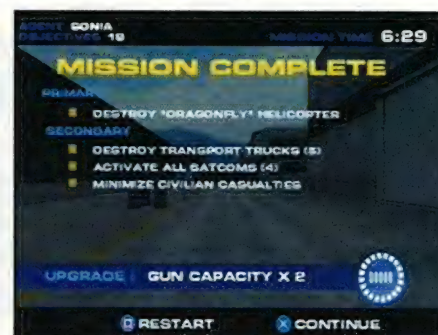 AGENT SONIA
OBJECTIVES 10
MISSION TIME 6:29
MISSION COMPLETE
PRIMARY
DESTROY "DRAGONFLY" HELICOPTER
SECONDARY
DESTROY TRANSPORT TRUCKS (5)
ACTIVATE ALL SATCOMS (4)
MINIMIZE CIVILIAN CASUALTIES
UPGRADE GUN CAPACITY X 2
RESTART
CONTINUE